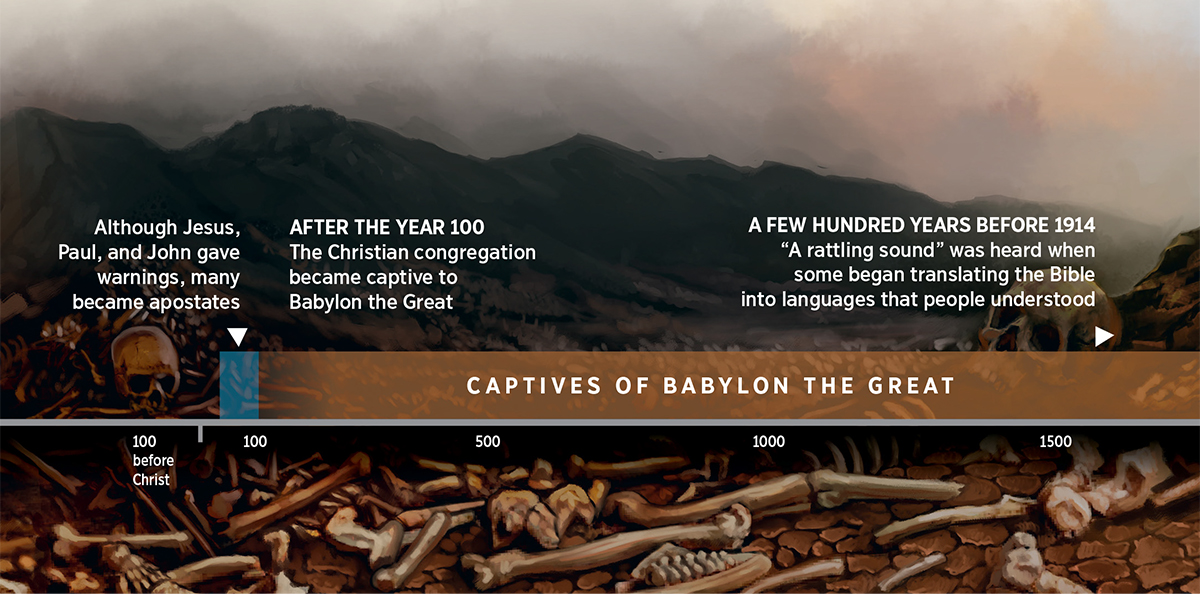 Although Jesus,
Paul, and John gave
warnings, many
became apostates
AFTER THE YEAR 100
The Christian congregation
became captive to
Babylon the Great
A FEW HUNDRED YEARS BEFORE 1914
“A rattling sound” was heard when
some began translating the Bible
into languages that people understood
CAPTIVES OF BABYLON THE GREAT
100
before
Christ
100
500
1000
1500